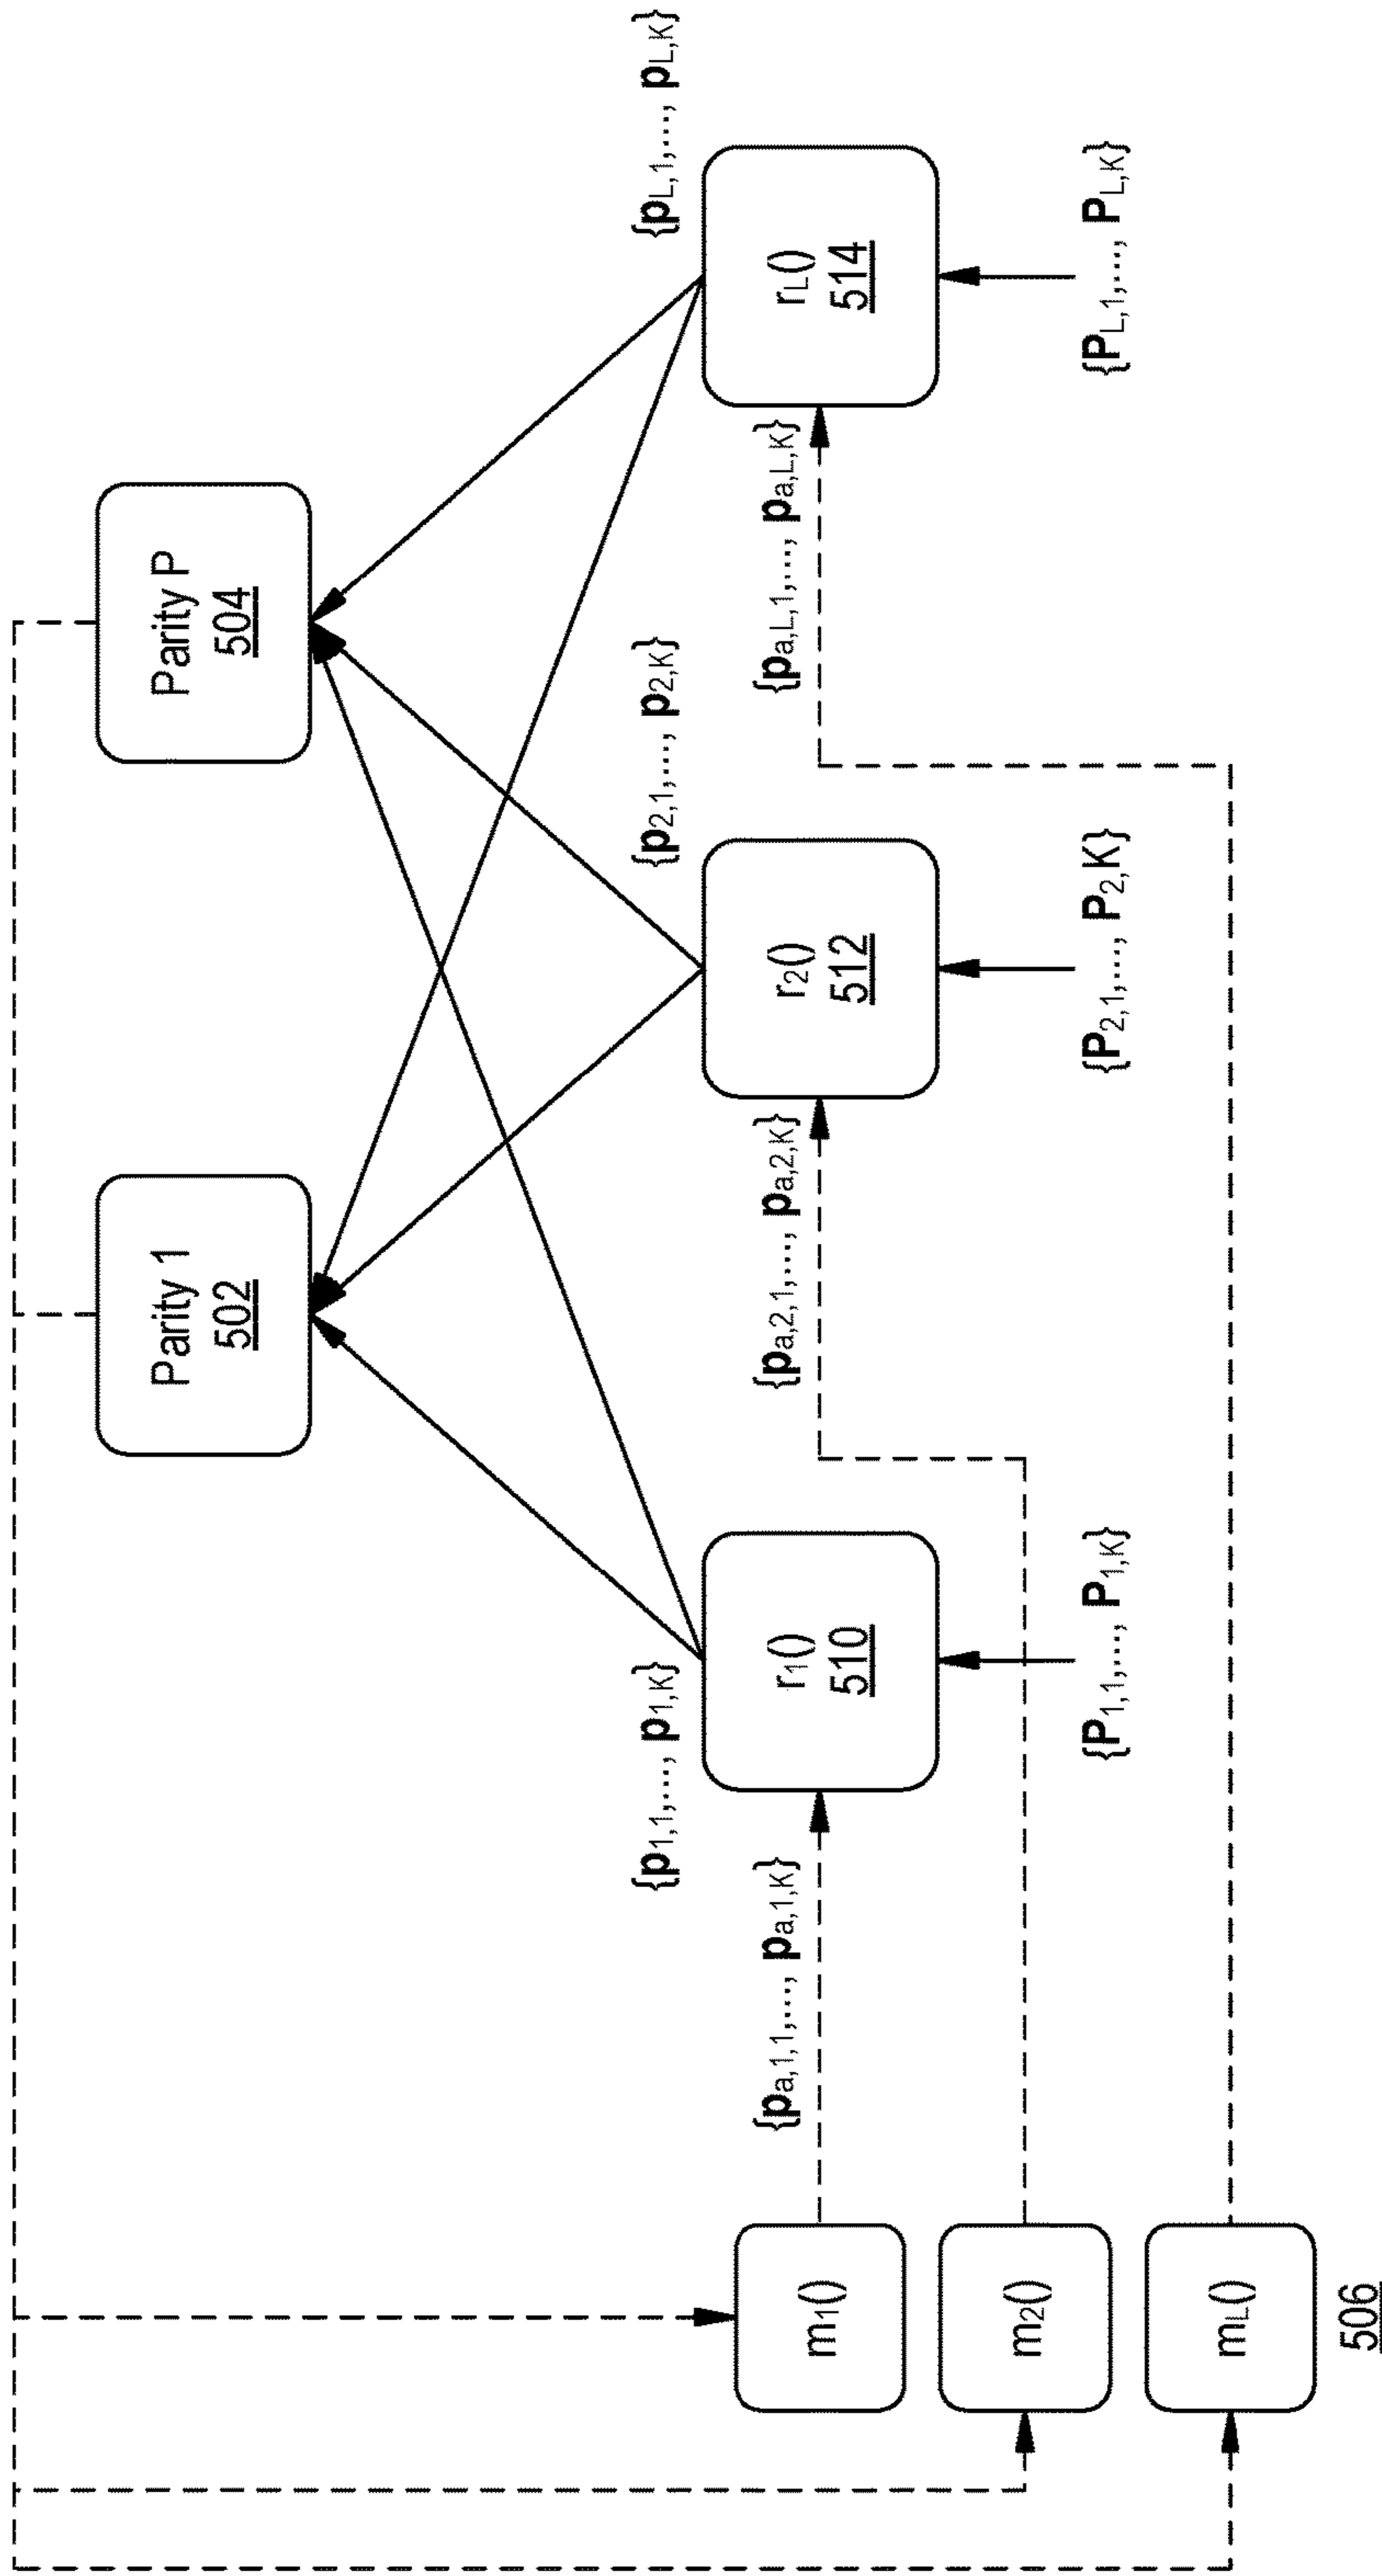 Parity 1
502
Parity P
504
{p1,1,..., p1,K}
{p2,1,..., p2,K}
{pL,1,..., pL,K}
{pa,1,1,..., pa,1,K}
{pa,2,1,..., pa,2,K}
{pa,L,1,..., pa,L,K}
m1()
r1()
510
r2()
512
rL()
514
m2()
mL()
{P1,1,..., P1,K}
{P2,1,..., P2,K}
{PL,1,..., PL,K}
506